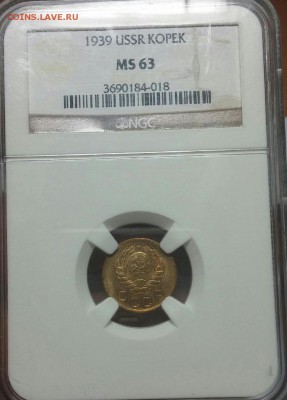 COINS.LAVE.RU
1939 USSR KOPEK
MS 63
3690184-018
NGC